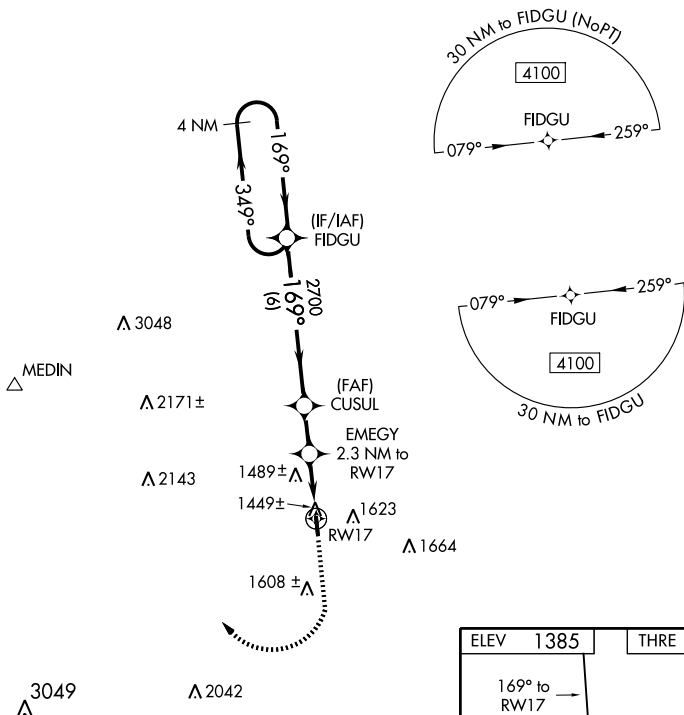 30 NM to FIDGU (NoPT)
4100
FIDGU
079°
259°
4 NM
169°
349°
(IF/IAF)
FIDGU
2700
169°
(6)
079°
259°
FIDGU
4100
30 NM to FIDGU
3048
MEDIN
2171±
(FAF)
CUSUL
EMEGY
2.3 NM to
RW17
2143
1489±
1449±
1623
RW17
1664
1608 ±
3049
2042
ELEV 1385
THRE
169° to
RW17